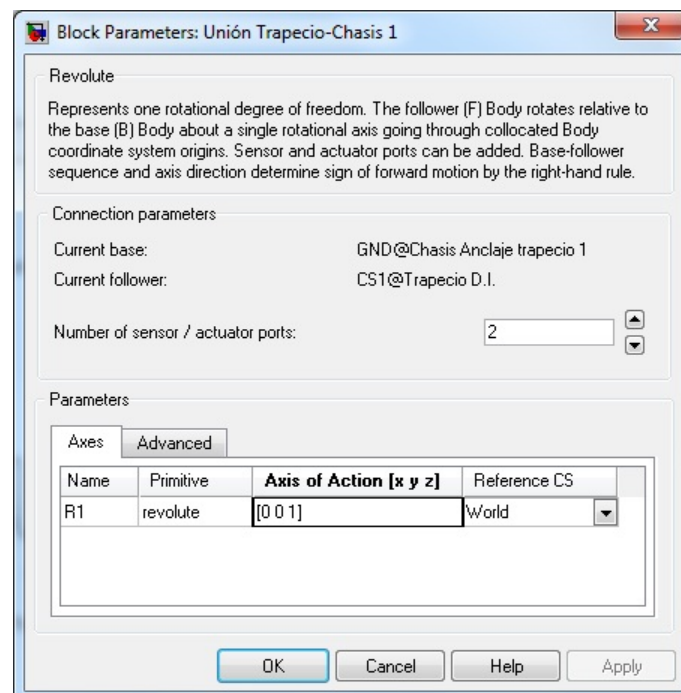 Block Parameters: Unión Trapecio-Chasis 1
Revolute
Represents one rotational degree of freedom. The follower (F) Body rotates relative to
the base (B) Body about a single rotational axis going through collocated Body
coordinate system origins. Sensor and actuator ports can be added. Base-follower
sequence and axis direction determine sign of forward motion by the right-hand rule.
Connection parameters
Current base: GND@Chasis Anclaje trapecio 1
Current follower: CS1@Trapecio D.I.
Number of sensor / actuator ports: 2
Parameters
Axes Advanced
Name Primitive Axis of Action [x y z] Reference CS
R1 revolute [0 0 1] World
OK Cancel Help Apply